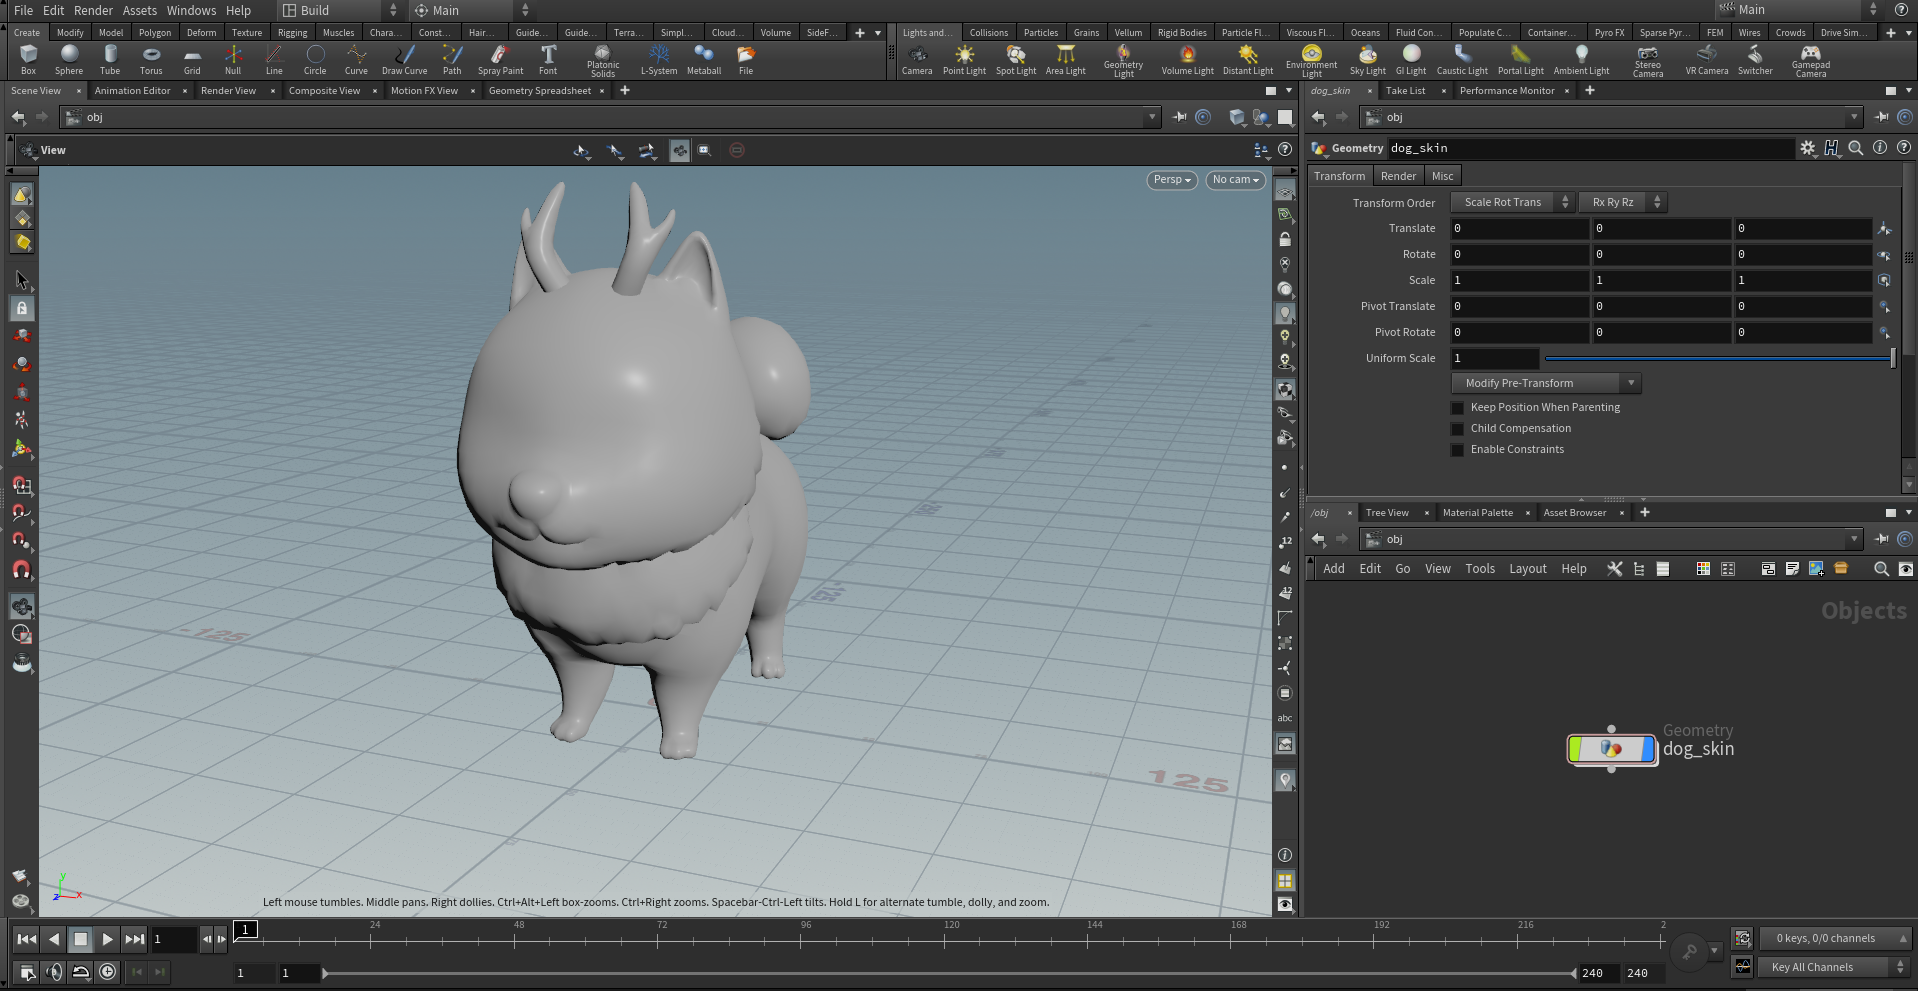 File Edit Render Assets Windows Help Build Main Main
Create Modify Model Polygon Deform Texture Rigging Muscles Chara... Const... Hair... Guide... Guide... Terra... Simpl... Cloud... Volume SideF...
Lights and... Collisions Particles Grains Vellum Rigid Bodies Particle Fl... Viscous Fl... Oceans Fluid Con... Populate C... Container... Pyro FX Sparse Pyr... FEM Wires Crowds Drive Sim...
Box Sphere Tube Torus Grid Null Line Circle Curve Draw Curve Path Spray Paint Font Platonic Solids L-System Metaball File
Camera Point Light Spot Light Area Light Geometry Light Volume Light Distant Light Environment Light Sky Light GI Light Caustic Light Portal Light Ambient Light Stereo Camera VR Camera Switcher Gamepad Camera
Scene View Animation Editor Render View Composite View Motion FX View Geometry Spreadsheet
obj
View
Persp No cam
12
12
abc
-125
125
125
Left mouse tumbles. Middle pans. Right dollies. Ctrl+Alt+Left box-zooms. Ctrl+Right zooms. Spacebar-Ctrl-Left tilts. Hold L for alternate tumble, dolly, and zoom.
y
z x
dog_skin Take List Performance Monitor
obj
Geometry dog_skin
Transform Render Misc
Transform Order Scale Rot Trans Rx Ry Rz
Translate 0 0 0
Rotate 0 0 0
Scale 1 1 1
Pivot Translate 0 0 0
Pivot Rotate 0 0 0
Uniform Scale 1
Modify Pre-Transform
Keep Position When Parenting
Child Compensation
Enable Constraints
/obj Tree View Material Palette Asset Browser
obj
Add Edit Go View Tools Layout Help
Objects
Geometry
dog_skin
1 1 24 48 72 96 120 144 168 192 216 2
1 1 240 240
0 keys, 0/0 channels
Key All Channels